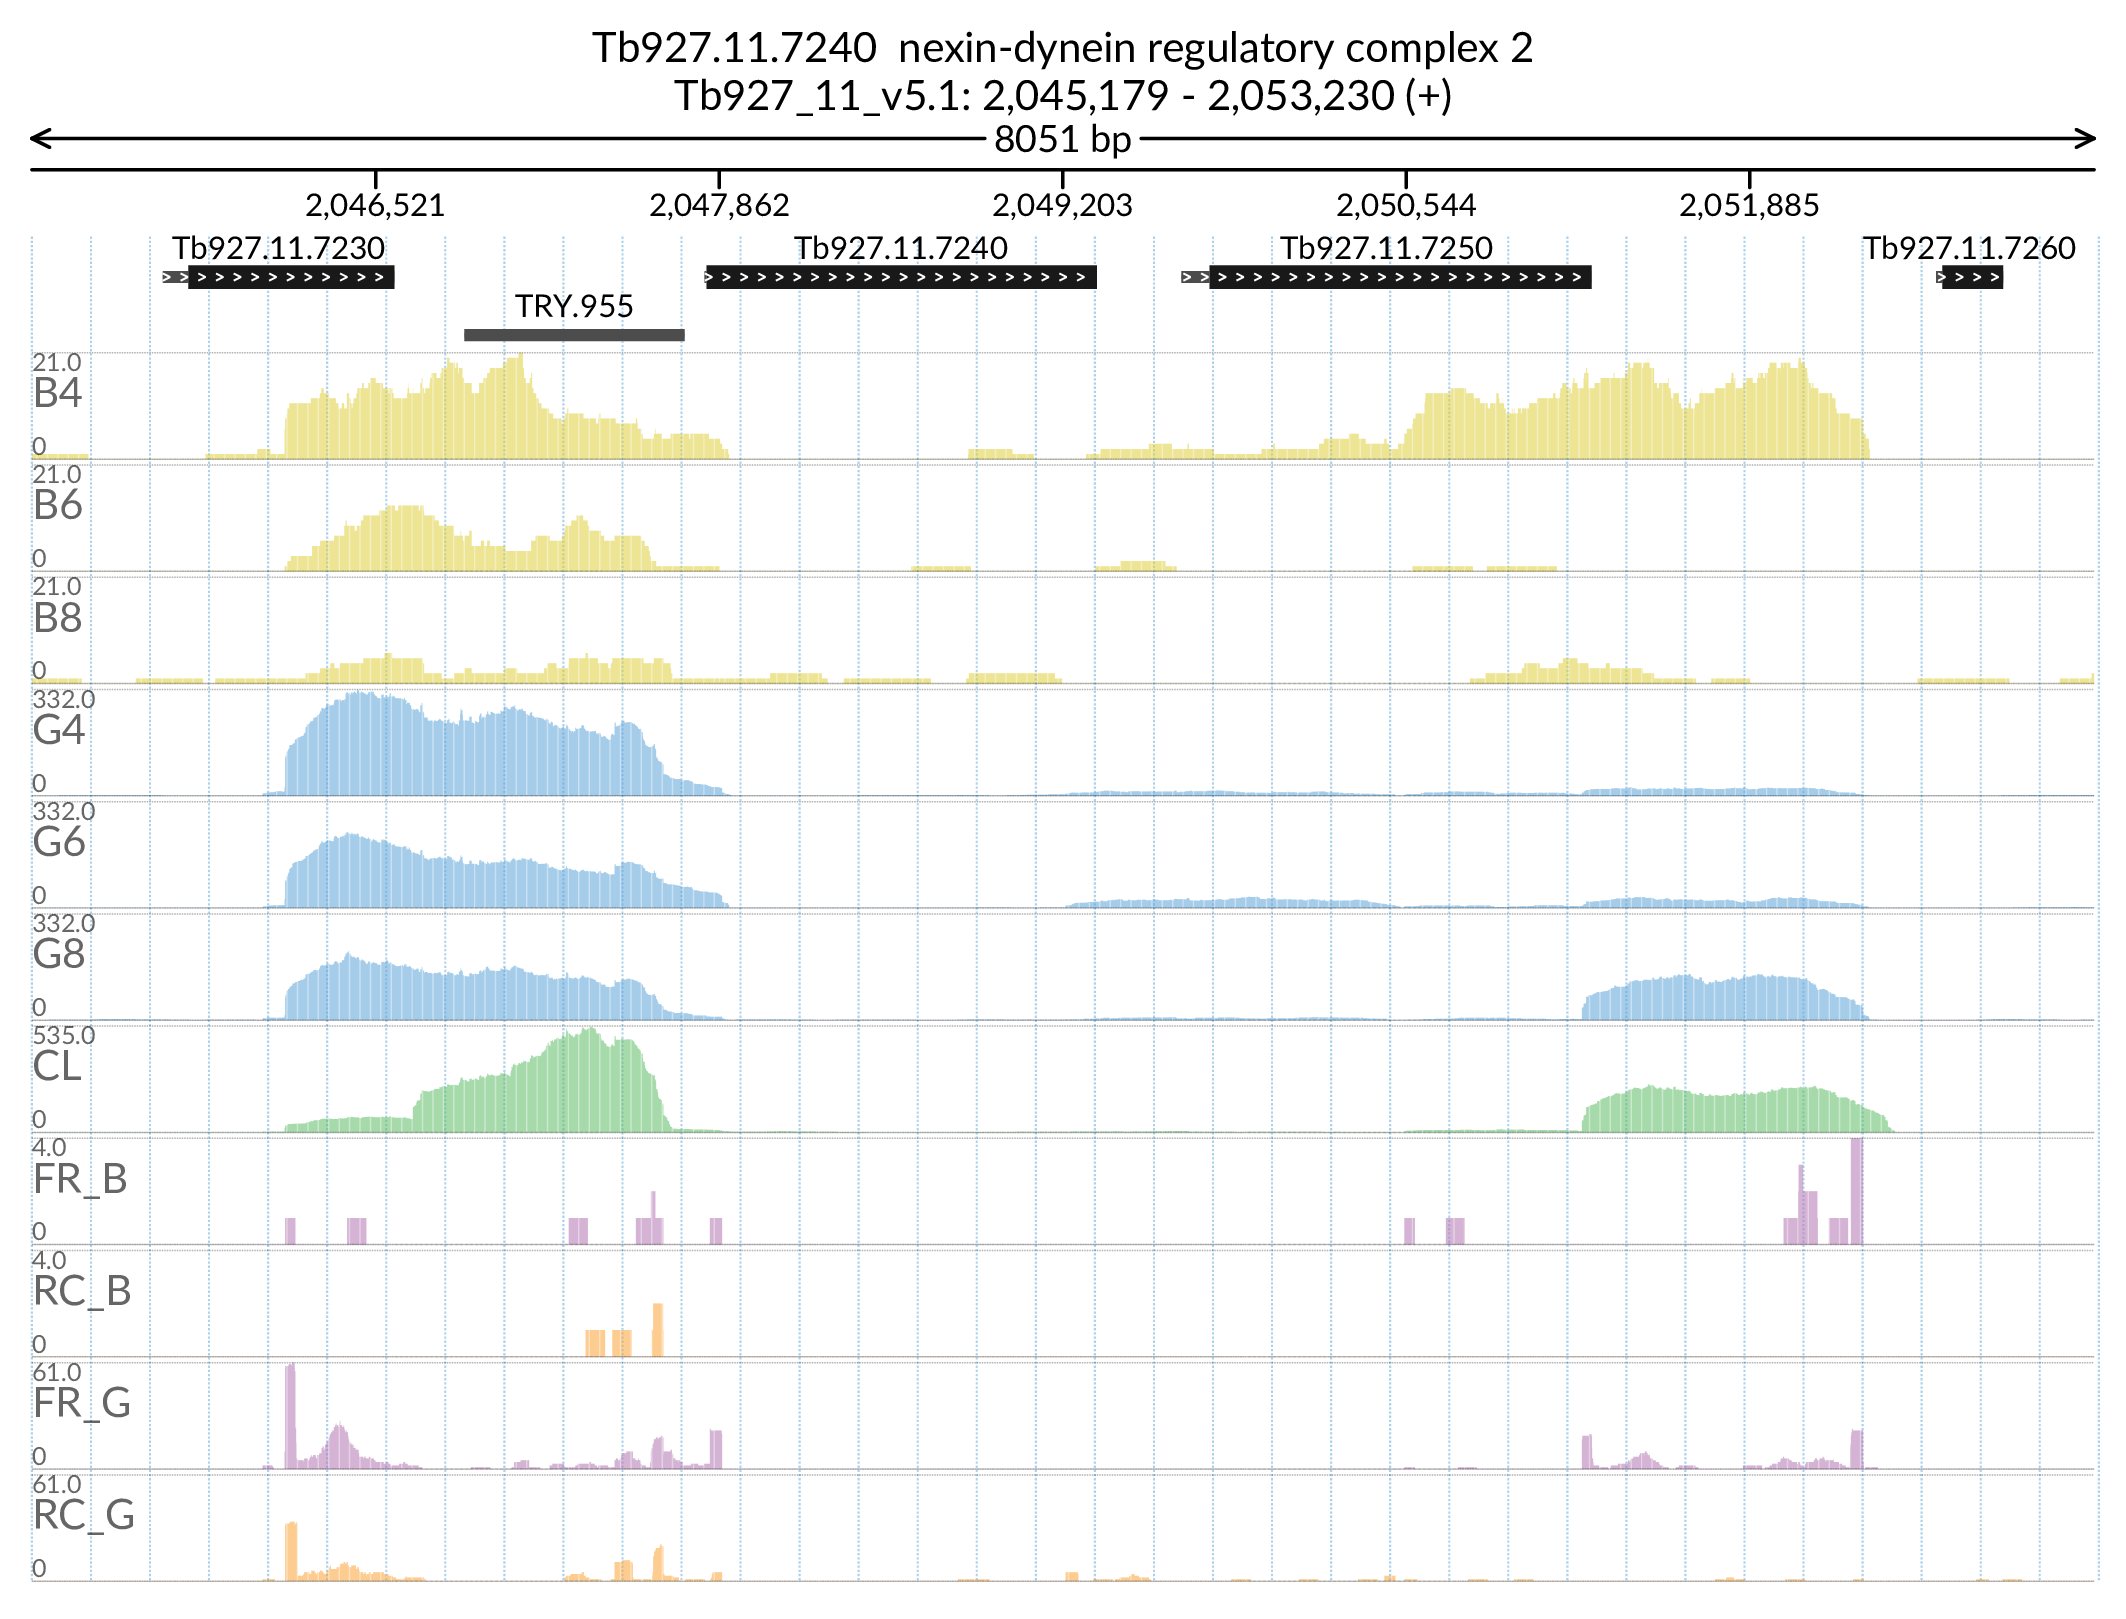 Tb927.11.7240  nexin-dynein regulatory complex 2
Tb927_11_v5.1: 2,045,179 - 2,053,230 (+)
8051 bp
2,046,521 2,047,862 2,049,203 2,050,544 2,051,885
Tb927.11.7230 Tb927.11.7240 Tb927.11.7250 Tb927.11.7260
TRY.955
21.0
B4
0
21.0
B6
0
21.0
B8
0
332.0
G4
0
332.0
G6
0
332.0
G8
0
535.0
CL
0
4.0
FR_B
0
4.0
RC_B
0
61.0
FR_G
0
61.0
RC_G
0